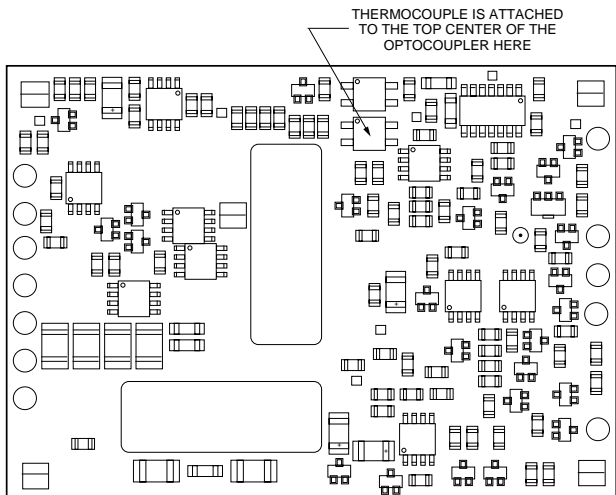 THERMOCOUPLE IS ATTACHED
TO THE TOP CENTER OF THE
OPTOCOUPLER HERE